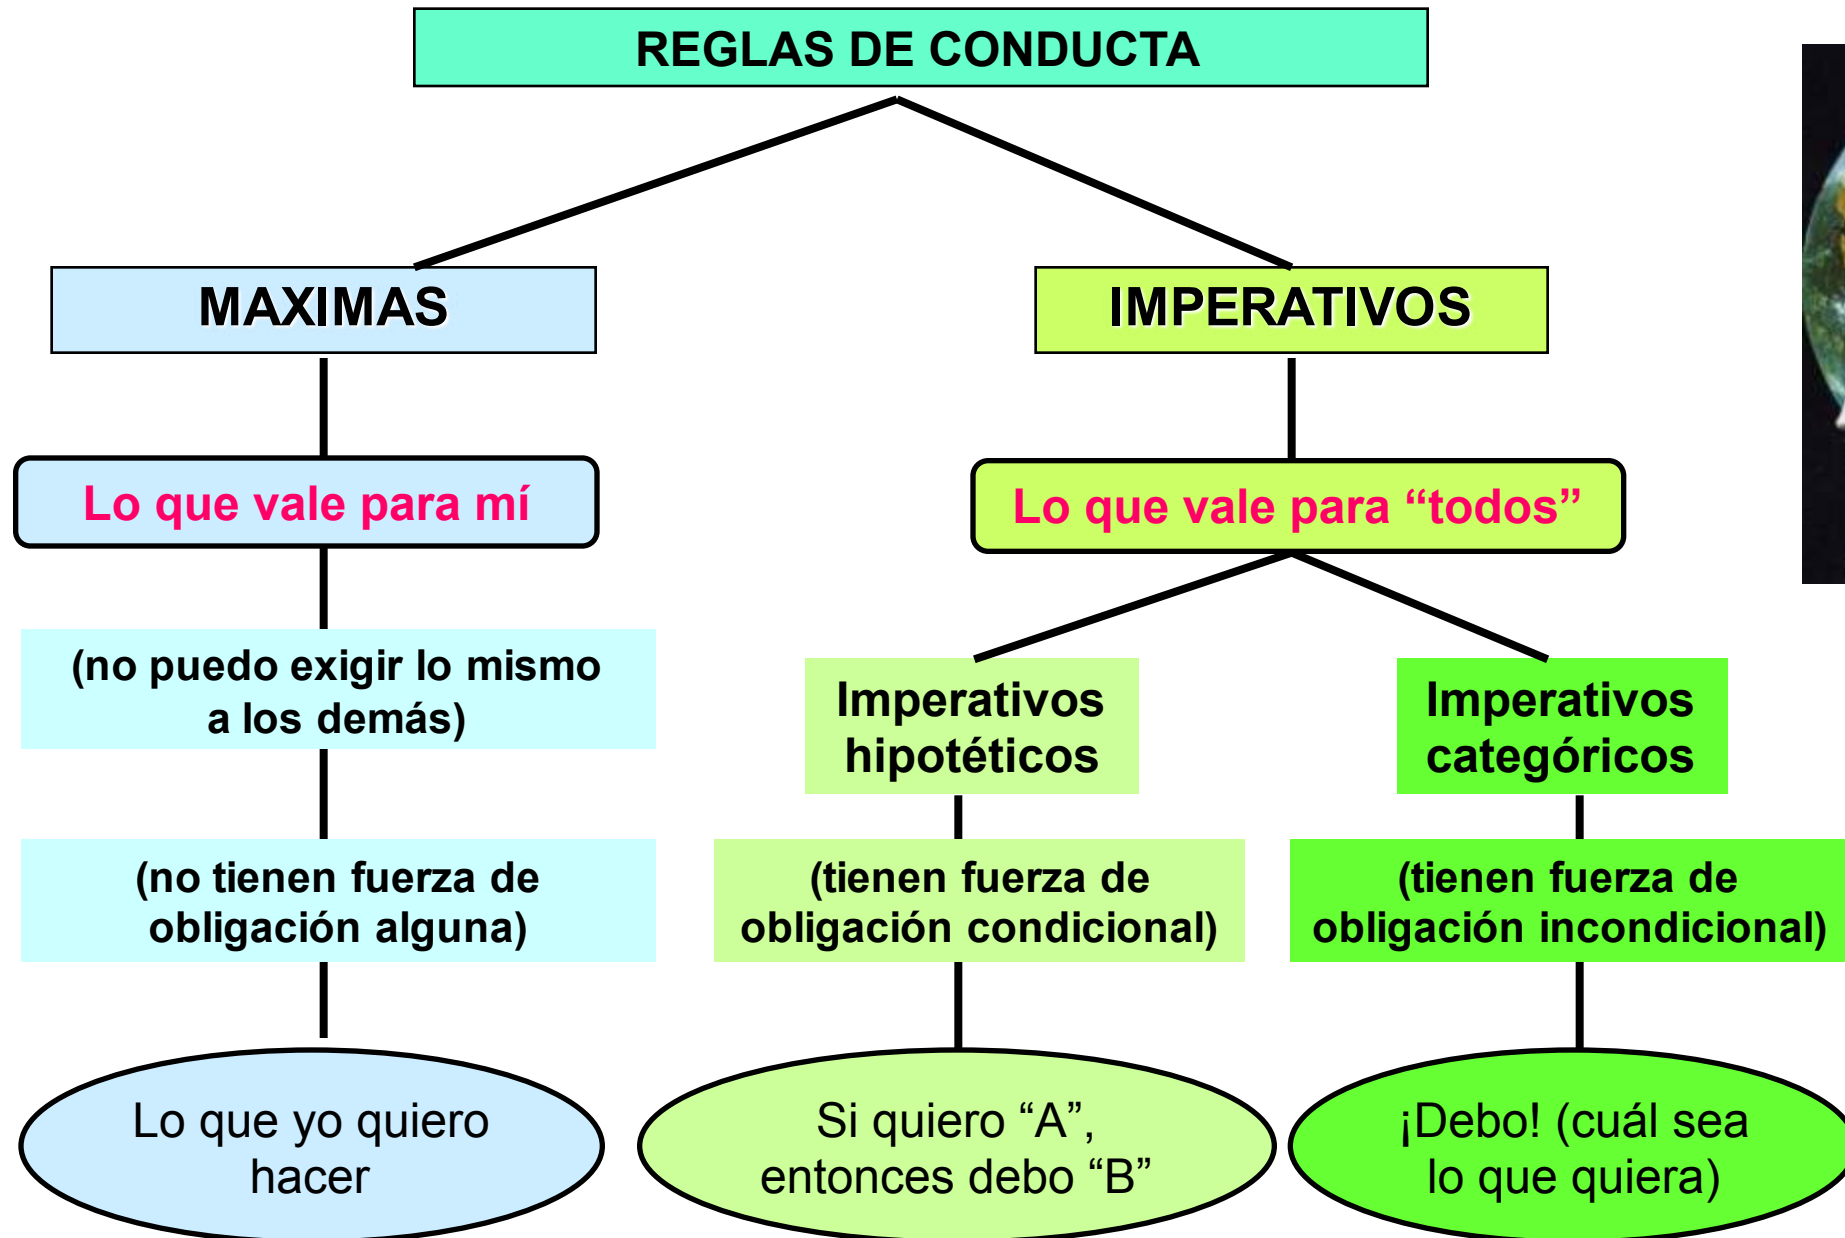 REGLAS DE CONDUCTA
MAXIMAS
IMPERATIVOS
Lo que vale para mí
Lo que vale para “todos”
(no puedo exigir lo mismo
a los demás)
Imperativos
hipotéticos
Imperativos
categóricos
(no tienen fuerza de
obligación alguna)
(tienen fuerza de
obligación condicional)
(tienen fuerza de
obligación incondicional)
Lo que yo quiero
hacer
Si quiero “A”,
entonces debo “B”
¡Debo! (cuál sea
lo que quiera)